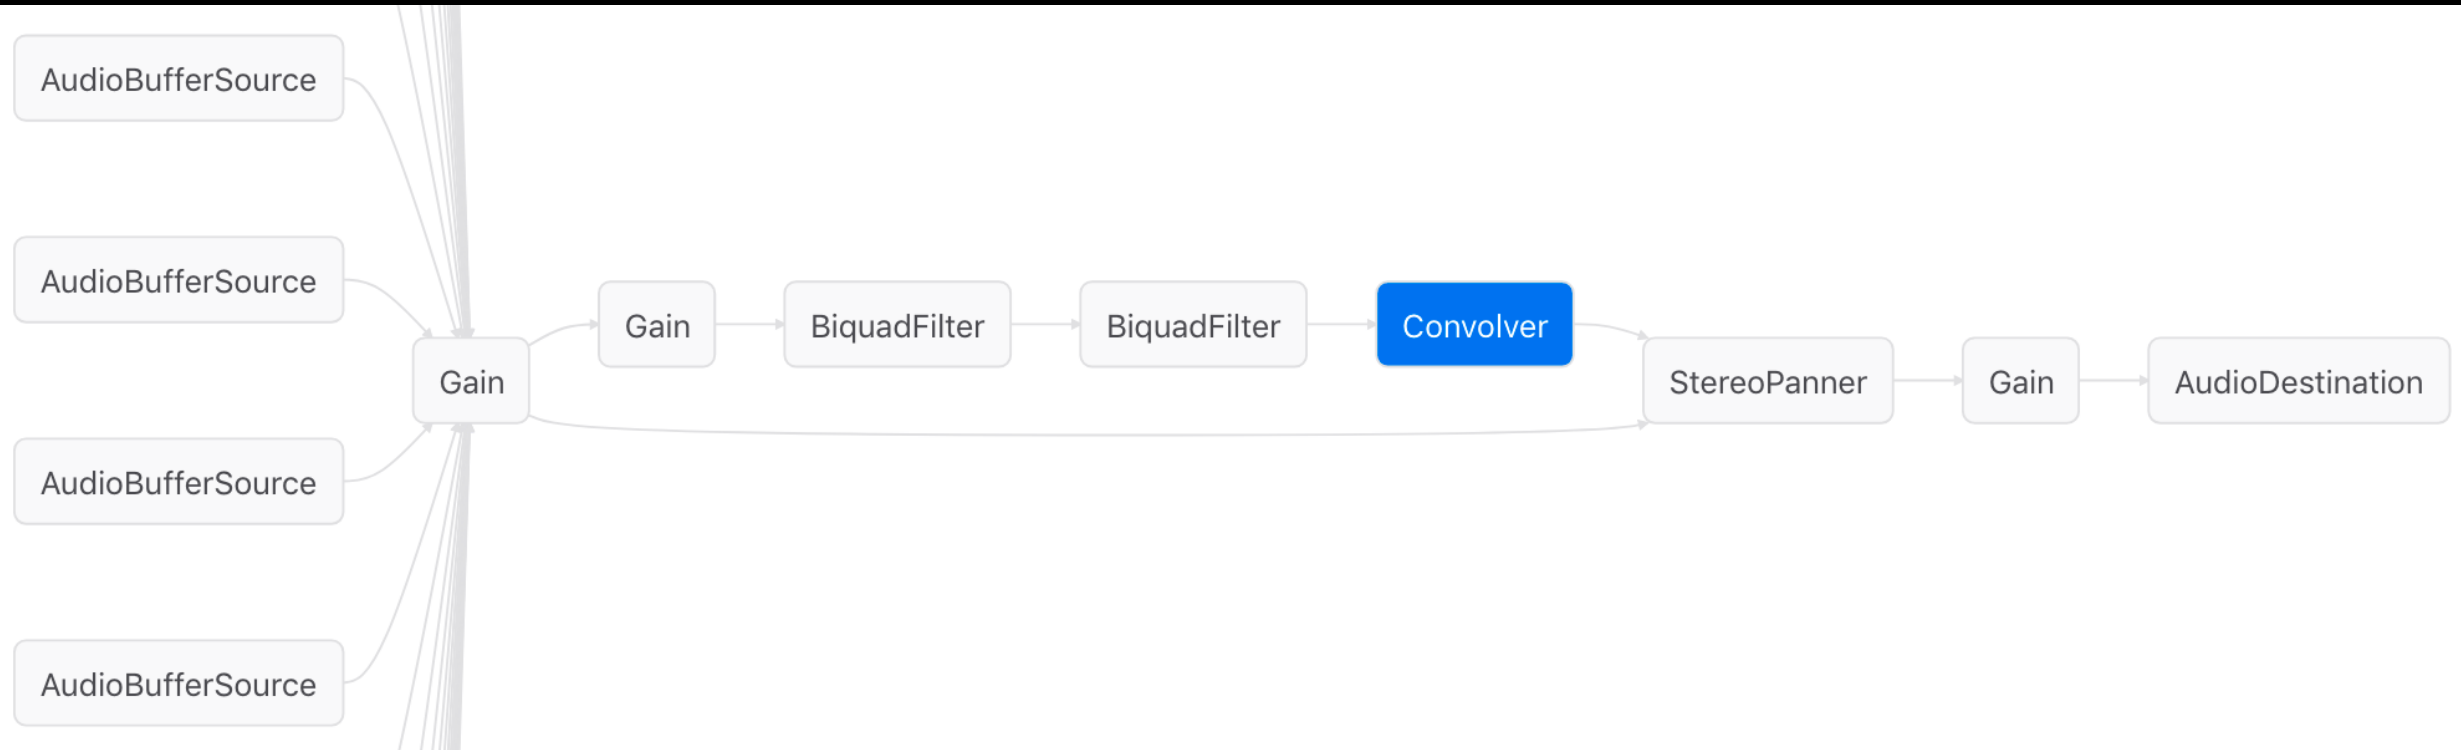 AudioBufferSource
AudioBufferSource
Gain
BiquadFilter
BiquadFilter
Convolver
Gain
StereoPanner
Gain
AudioDestination
AudioBufferSource
AudioBufferSource